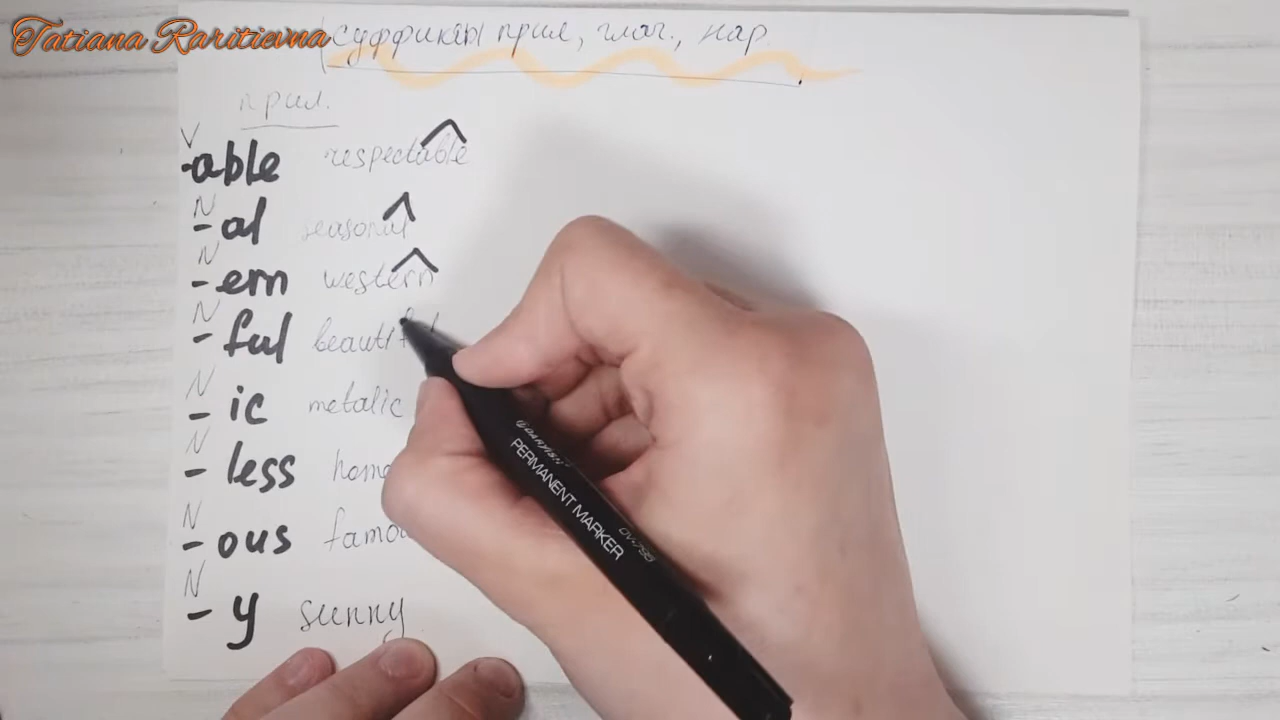 Tatiana Raritievna
суффиксы прил., глаг., нар.
прил.
V
-able respectable
N
-al seasonal
N
-ern western
N
-ful beautiful
N
-ic metalic
N
-less
N
-ous
N
-y sunny
PERMANENT MARKER